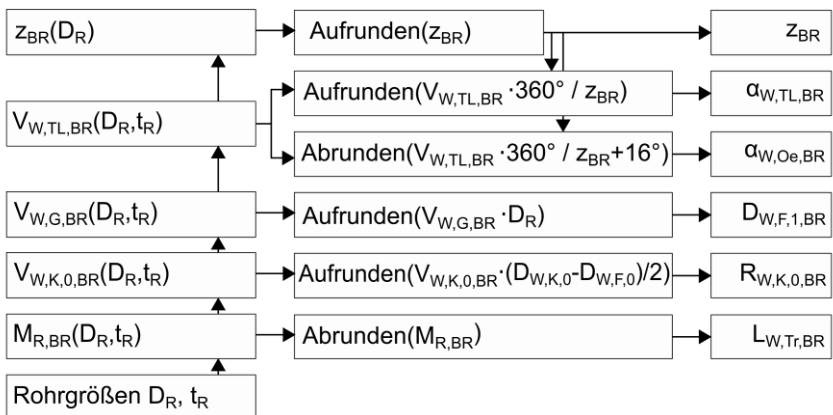 z_BR(D_R) Aufrunden(z_BR) z_BR
Aufrunden(V_W,TL,BR ·360° / z_BR) α_W,TL,BR
V_W,TL,BR(D_R,t_R)
Abrunden(V_W,TL,BR ·360° / z_BR+16°) α_W,Oe,BR
V_W,G,BR(D_R,t_R) Aufrunden(V_W,G,BR ·D_R) D_W,F,1,BR
V_W,K,0,BR(D_R,t_R) Aufrunden(V_W,K,0,BR·(D_W,K,0-D_W,F,0)/2) R_W,K,0,BR
M_R,BR(D_R,t_R) Abrunden(M_R,BR) L_W,Tr,BR
Rohrgrößen D_R, t_R